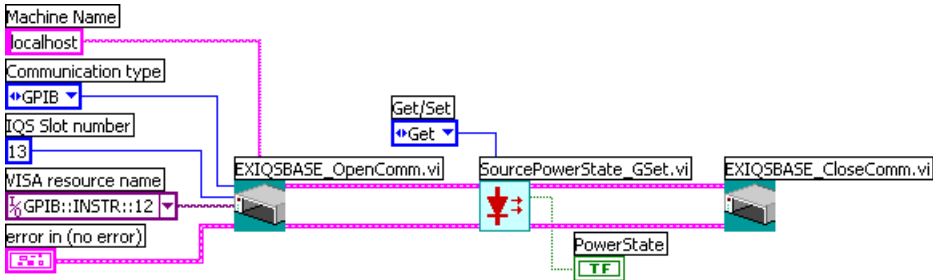 Machine Name
localhost
Communication type
GPIB
IQS Slot number
13
VISA resource name
GPIB::INSTR::12
error in (no error)
Get/Set
Get
EXIQSBASE_OpenComm.vi
SourcePowerState_GSet.vi
EXIQSBASE_CloseComm.vi
PowerState
TF